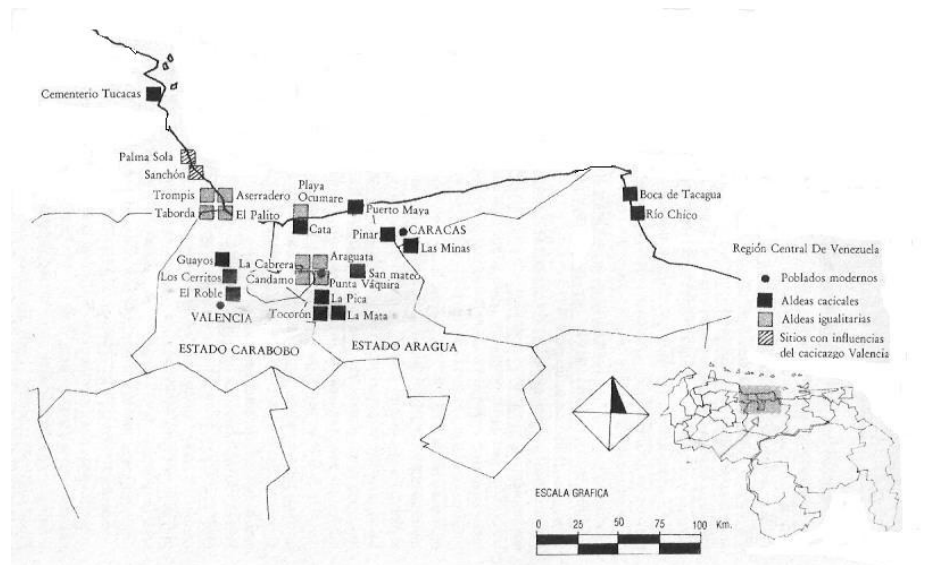 Cementerio Tucacas
Palma Sola
Sanchón
Trompis
Aserradero
Playa
Ocumare
Taborda
El Palito
Cata
Puerto Maya
Pinar
CARACAS
Las Minas
Boca de Tacagua
Río Chico
Guayos
La Cabrera
Araguata
Los Cerritos
Candamo
San mateo
Punta Váquira
El Roble
La Pica
VALENCIA
Tocorón
La Mata
ESTADO CARABOBO
ESTADO ARAGUA
Región Central De Venezuela
Poblados modernos
Aldeas cacicales
Aldeas igualitarias
Sitios con influencias
del cacicazgo Valencia
ESCALA GRAFICA
0 25 50 75 100 Km.